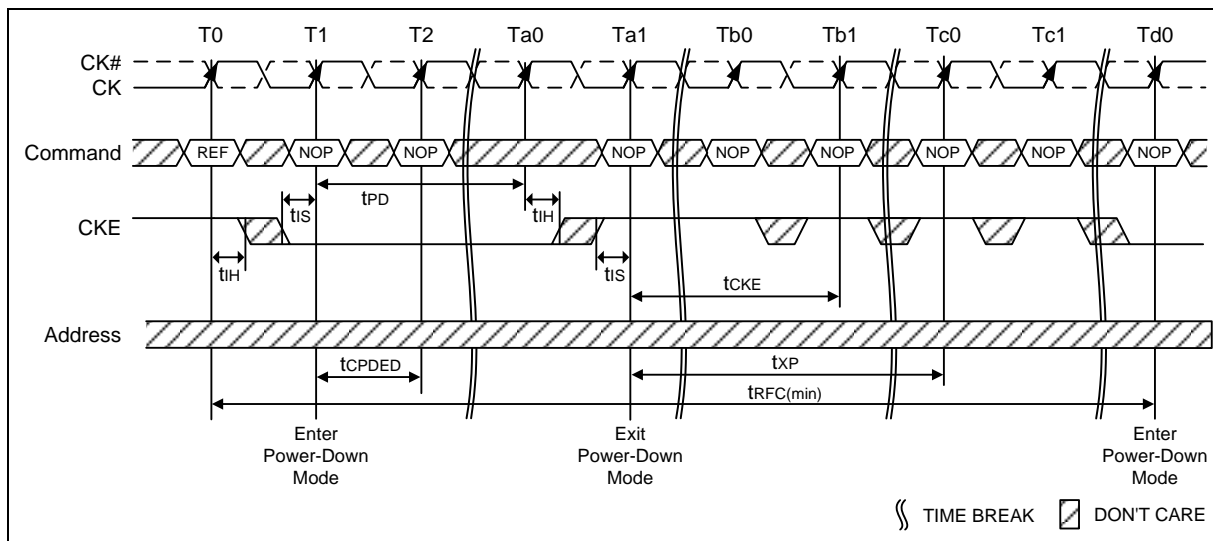 T0 T1 T2 Ta0 Ta1 Tb0 Tb1 Tc0 Tc1 Td0
CK#
CK
Command REF NOP NOP NOP NOP NOP NOP NOP NOP
tIS tPD tIH
CKE
tIH tIS
tCKE
Address
tCPDED tXP
tRFC(min)
Enter
Power-Down
Mode
Exit
Power-Down
Mode
Enter
Power-Down
Mode
TIME BREAK DON'T CARE